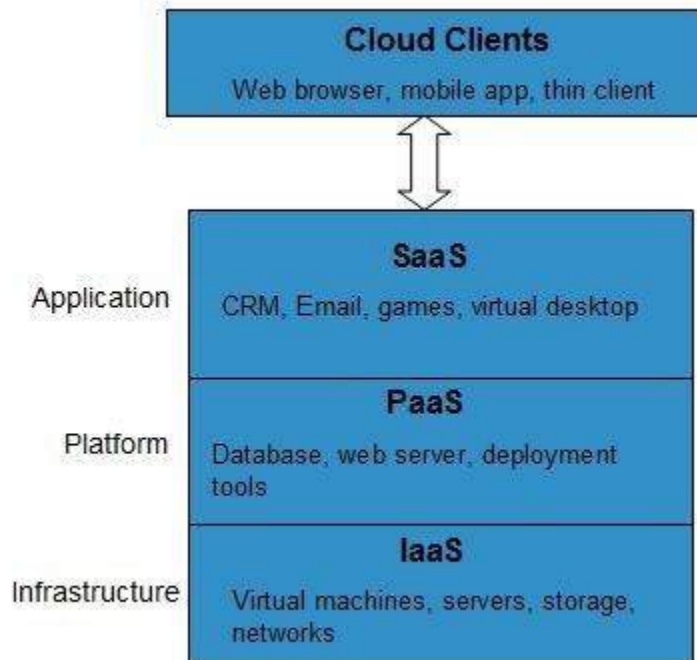 Cloud Clients
Web browser, mobile app, thin client
SaaS
Application
CRM, Email, games, virtual desktop
PaaS
Platform
Database, web server, deployment
tools
IaaS
Infrastructure
Virtual machines, servers, storage,
networks